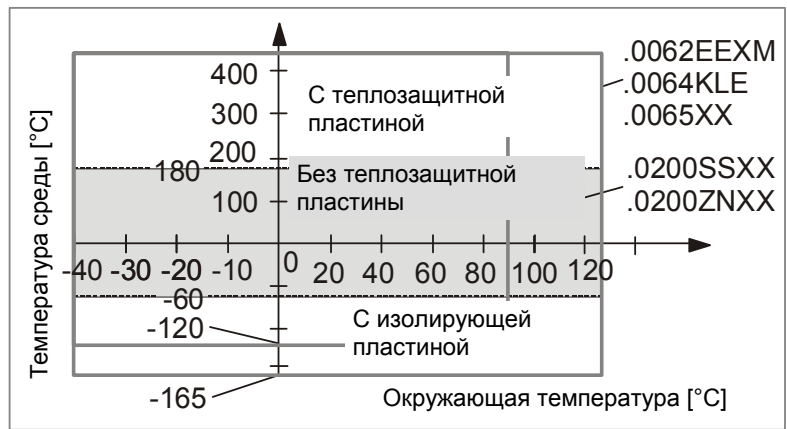 Температура среды [°C]
400
300
200
180
100
С теплозащитной
пластиной
Без теплозащитной
пластины
.0062EEXM
.0064KLE
.0065XX
.0200SSXX
.0200ZNXX
-40 -30 -20 -10 0 20 40 60 80 100 120
-60
-120
-165
С изолирующей
пластиной
Окружающая температура [°C]